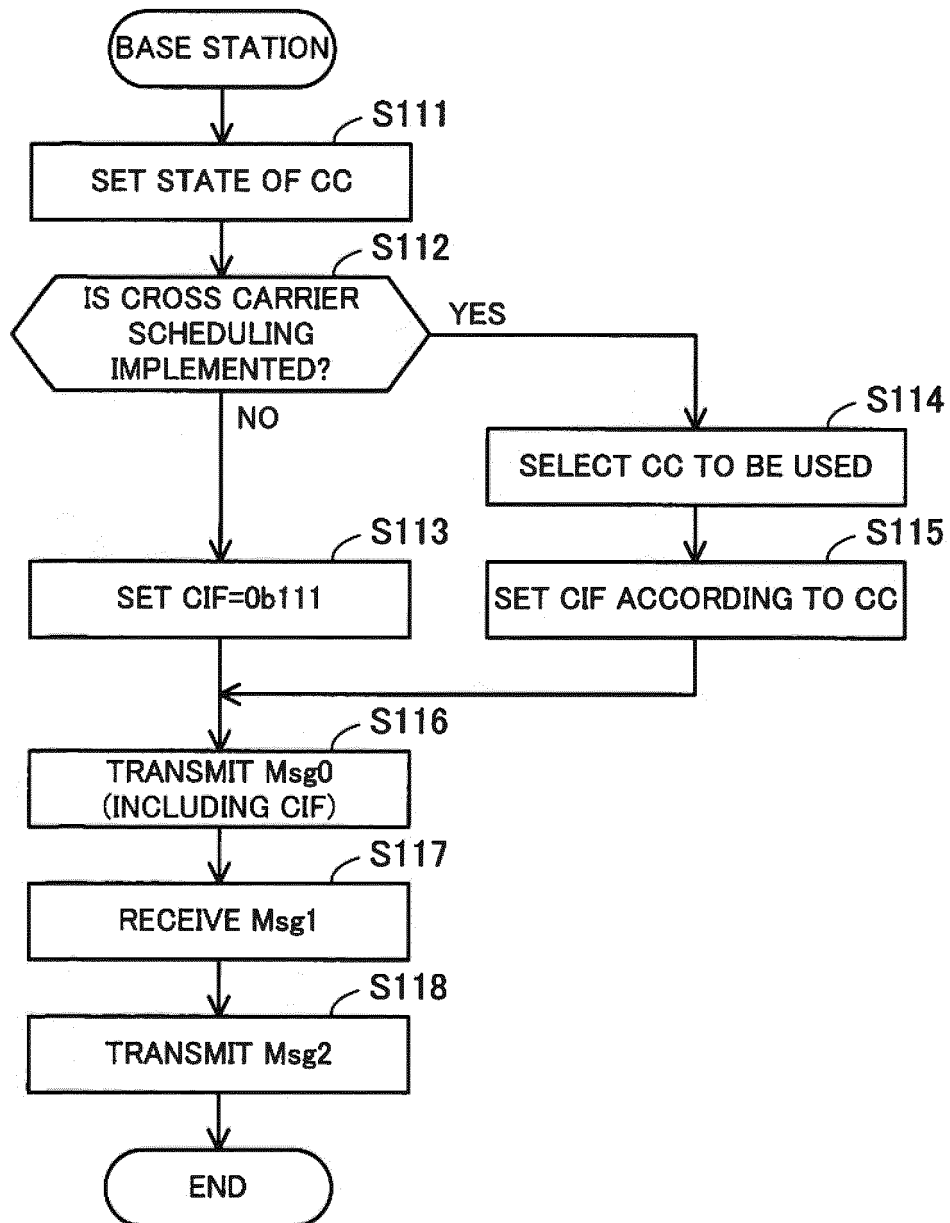 BASE STATION
S111
SET STATE OF CC
S112
IS CROSS CARRIER
SCHEDULING
IMPLEMENTED?
YES
NO
S114
SELECT CC TO BE USED
S113
SET CIF=0b111
S115
SET CIF ACCORDING TO CC
S116
TRANSMIT Msg0
(INCLUDING CIF)
S117
RECEIVE Msg1
S118
TRANSMIT Msg2
END